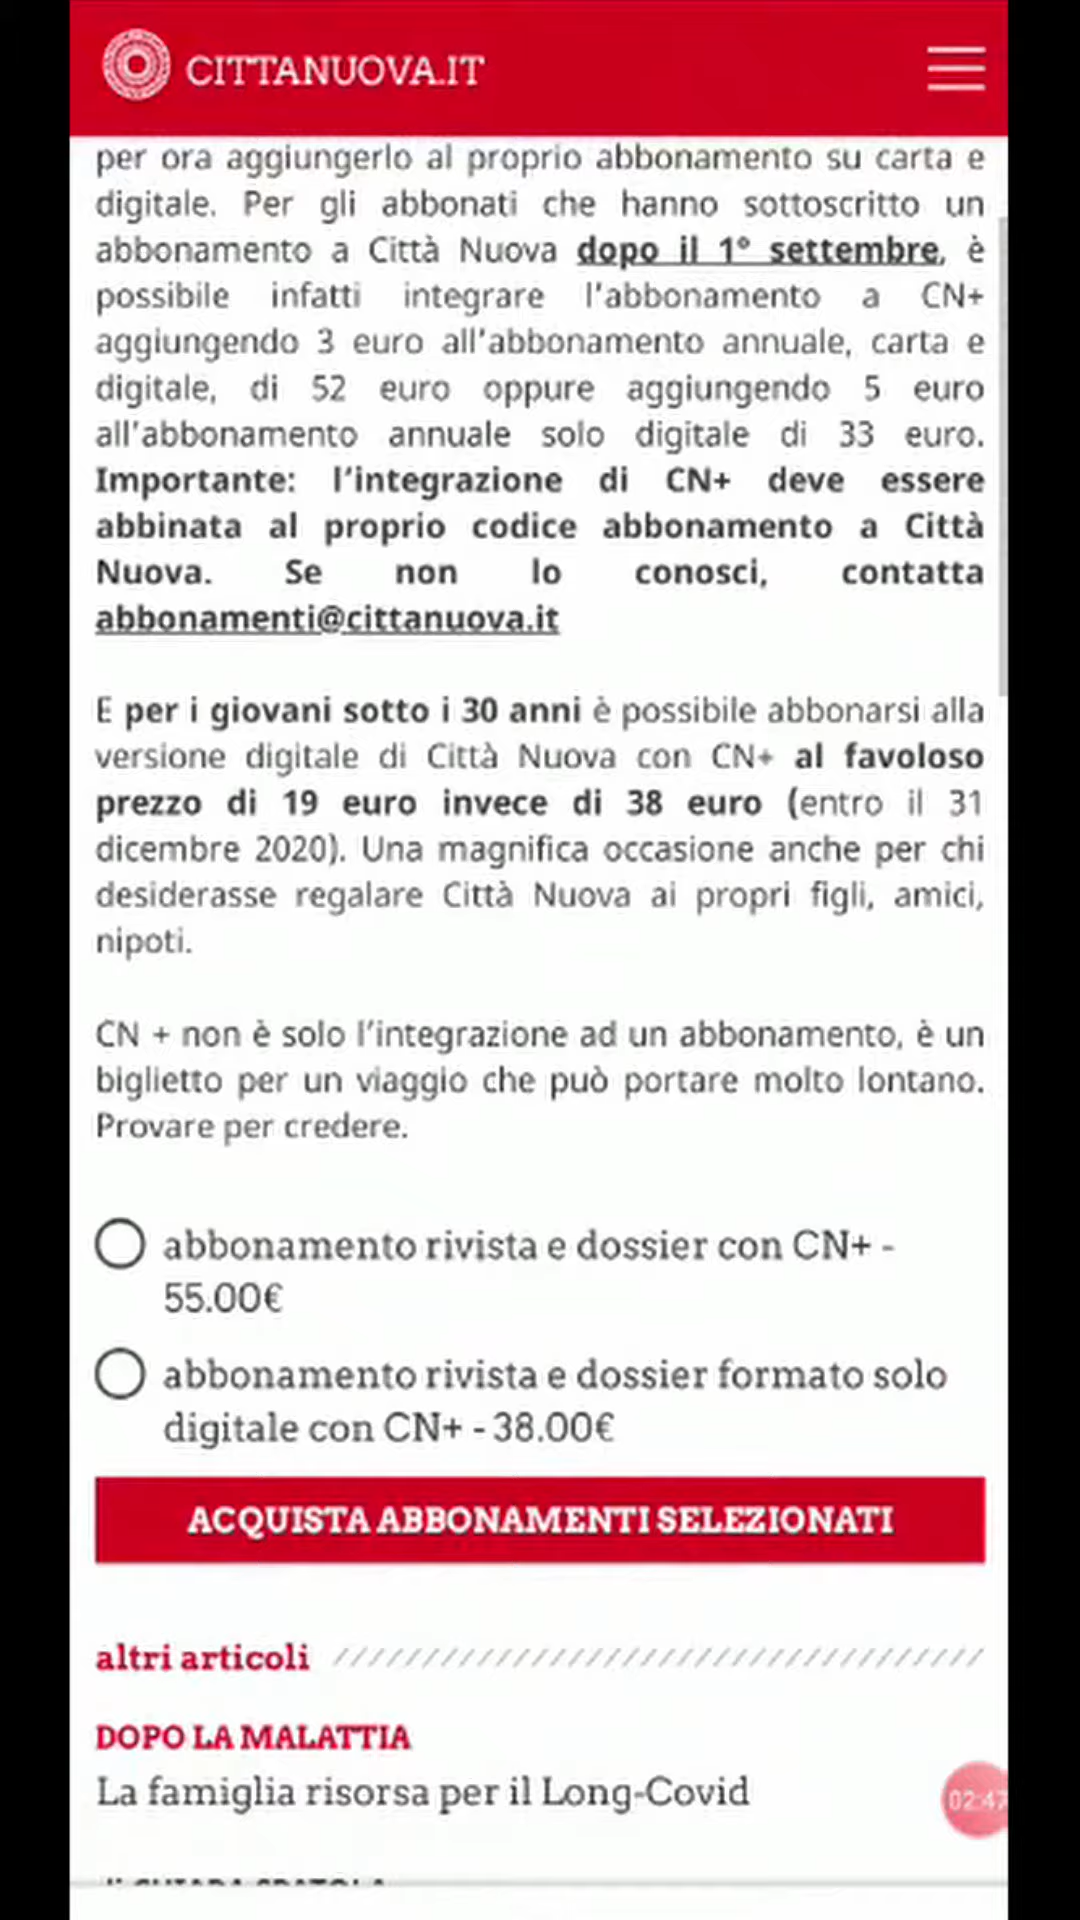 CITTANUOVA.IT
per ora aggiungerlo al proprio abbonamento su carta e
digitale. Per gli abbonati che hanno sottoscritto un
abbonamento a Città Nuova dopo il 1° settembre, è
possibile infatti integrare l'abbonamento a CN+
aggiungendo 3 euro all'abbonamento annuale, carta e
digitale, di 52 euro oppure aggiungendo 5 euro
all'abbonamento annuale solo digitale di 33 euro.
Importante: l'integrazione di CN+ deve essere
abbinata al proprio codice abbonamento a Città
Nuova. Se non lo conosci, contatta
abbonamenti@cittanuova.it
E per i giovani sotto i 30 anni è possibile abbonarsi alla
versione digitale di Città Nuova con CN+ al favoloso
prezzo di 19 euro invece di 38 euro (entro il 31
dicembre 2020). Una magnifica occasione anche per chi
desiderasse regalare Città Nuova ai propri figli, amici,
nipoti.
CN + non è solo l'integrazione ad un abbonamento, è un
biglietto per un viaggio che può portare molto lontano.
Provare per credere.
abbonamento rivista e dossier con CN+ -
55.00€
abbonamento rivista e dossier formato solo
digitale con CN+ - 38.00€
ACQUISTA ABBONAMENTI SELEZIONATI
altri articoli
DOPO LA MALATTIA
La famiglia risorsa per il Long-Covid
02:47